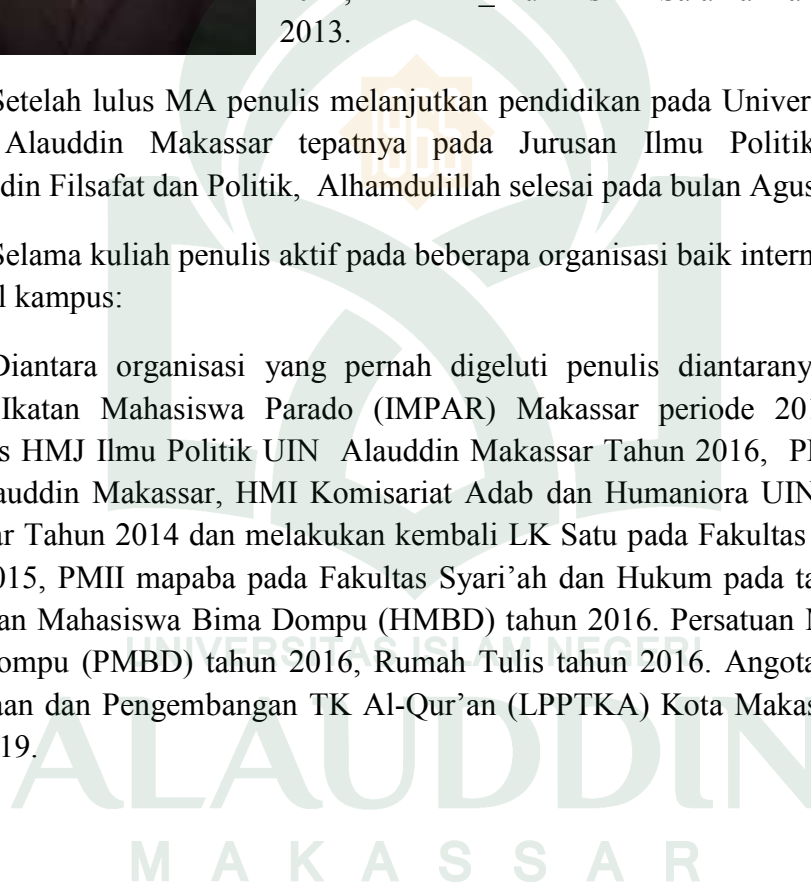 2013.
Setelah lulus MA penulis melanjutkan pendidikan pada Univer
Alauddin Makassar tepatnya pada Jurusan Ilmu Politik
din Filsafat dan Politik, Alhamdulillah selesai pada bulan Agus
Selama kuliah penulis aktif pada beberapa organisasi baik intern
l kampus:
Diantara organisasi yang pernah digeluti penulis diantarany
Ikatan Mahasiswa Parado (IMPAR) Makassar periode 201
s HMJ Ilmu Politik UIN Alauddin Makassar Tahun 2016, PI
auddin Makassar, HMI Komisariat Adab dan Humaniora UIN
ar Tahun 2014 dan melakukan kembali LK Satu pada Fakultas
015, PMII mapaba pada Fakultas Syari’ah dan Hukum pada ta
an Mahasiswa Bima Dompu (HMBD) tahun 2016. Persatuan M
ompu (PMBD) tahun 2016, Rumah Tulis tahun 2016. Angota
aan dan Pengembangan TK Al-Qur’an (LPPTKA) Kota Makas
19.
1965
UNIVERSITAS ISLAM NEGERI
ALAUDDIN
MAKASSAR